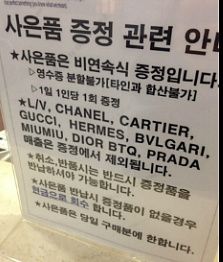 사은품 증정 관련 안
★사은품은 비연속식 증정입니다
▷영수증 분할불가[타인과 합산불가]
▷1일 1인당 1회 증정
★L/V, CHANEL, CARTIER,
GUCCI, HERMES, BVLGARI,
MIUMIU, DIOR BTQ, PRADA
매출은 증정에서 제외됩니다.
★취소,반품시는 반드시 증정품을
반납하셔야 가능합니다.
★사은품 반납시 증정품이 없을경우
현금으로 회수 합니다.
★사은품은 당일 구매분에 한합니다.